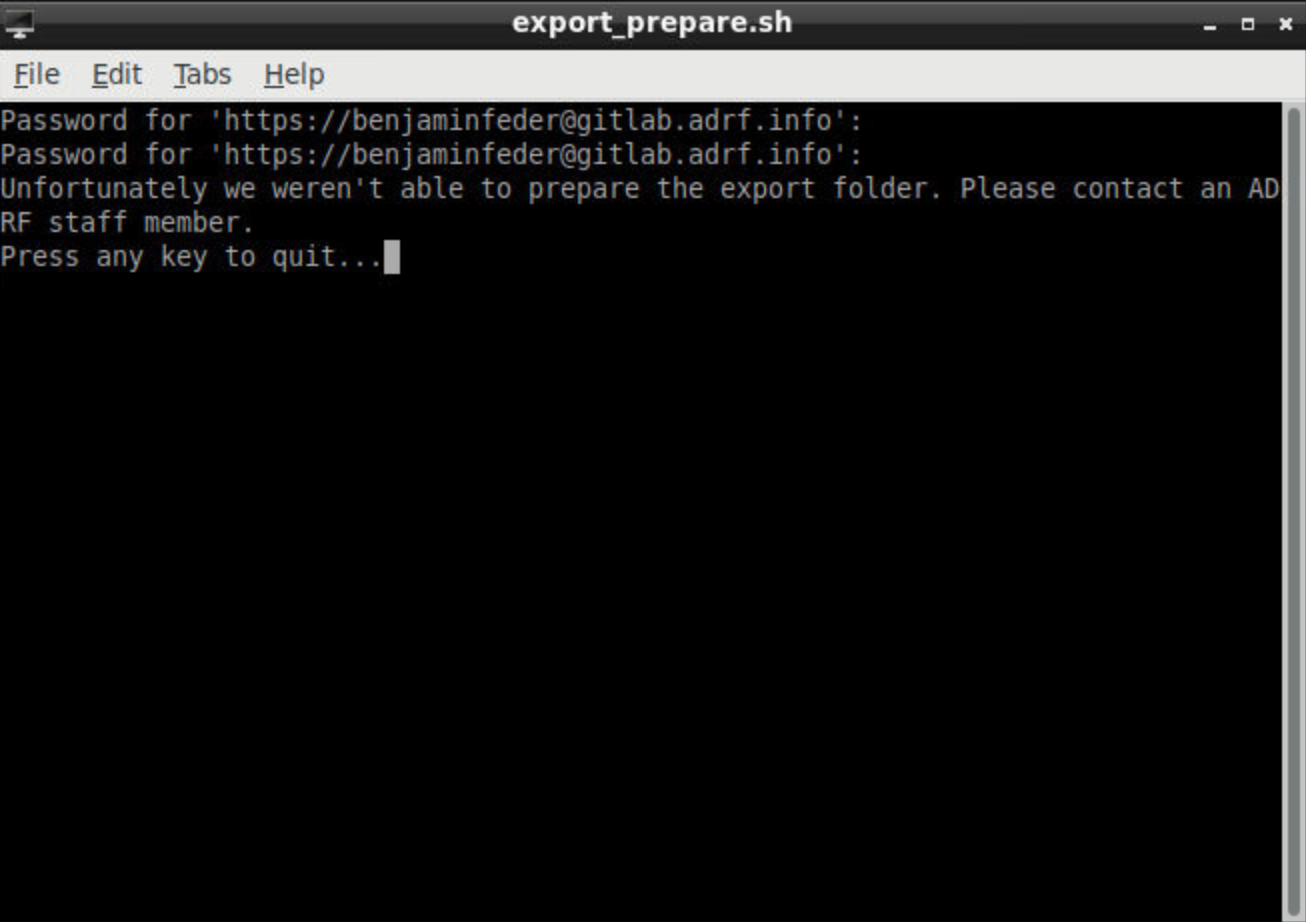 export_prepare.sh
File Edit Tabs Help
Password for 'https://benjaminfeder@gitlab.adrf.info':
Password for 'https://benjaminfeder@gitlab.adrf.info':
Unfortunately we weren't able to prepare the export folder. Please contact an AD
RF staff member.
Press any key to quit...